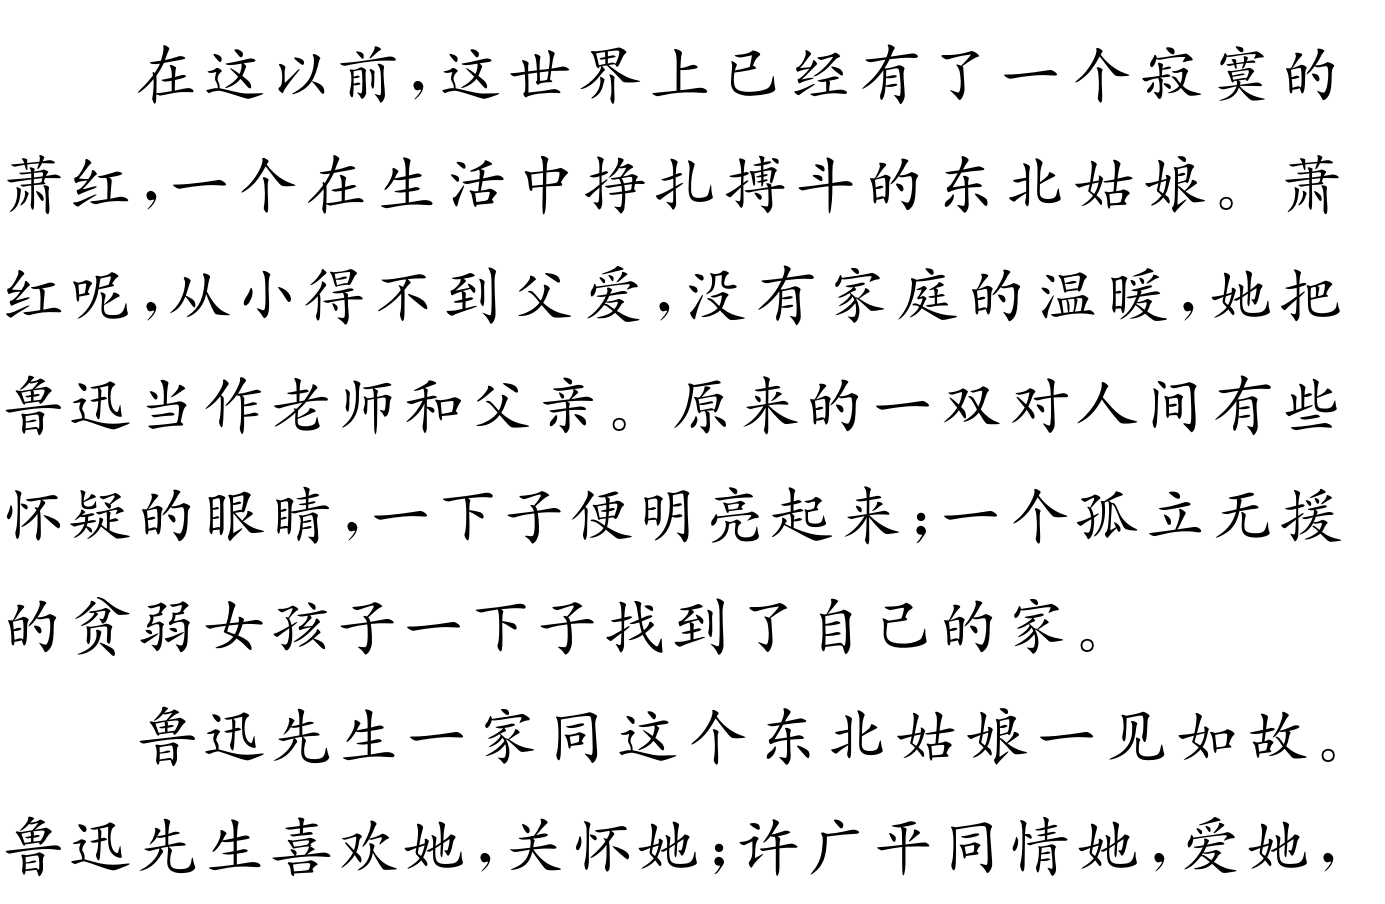 在这以前,这世界上已经有了一个寂寞的
萧红,一个在生活中挣扎搏斗的东北姑娘。萧
红呢,从小得不到父爱,没有家庭的温暖,她把
鲁迅当作老师和父亲。原来的一双对人间有些
怀疑的眼睛,一下子便明亮起来;一个孤立无援
的贫弱女孩子一下子找到了自己的家。
鲁迅先生一家同这个东北姑娘一见如故。
鲁迅先生喜欢她,关怀她;许广平同情她,爱她,